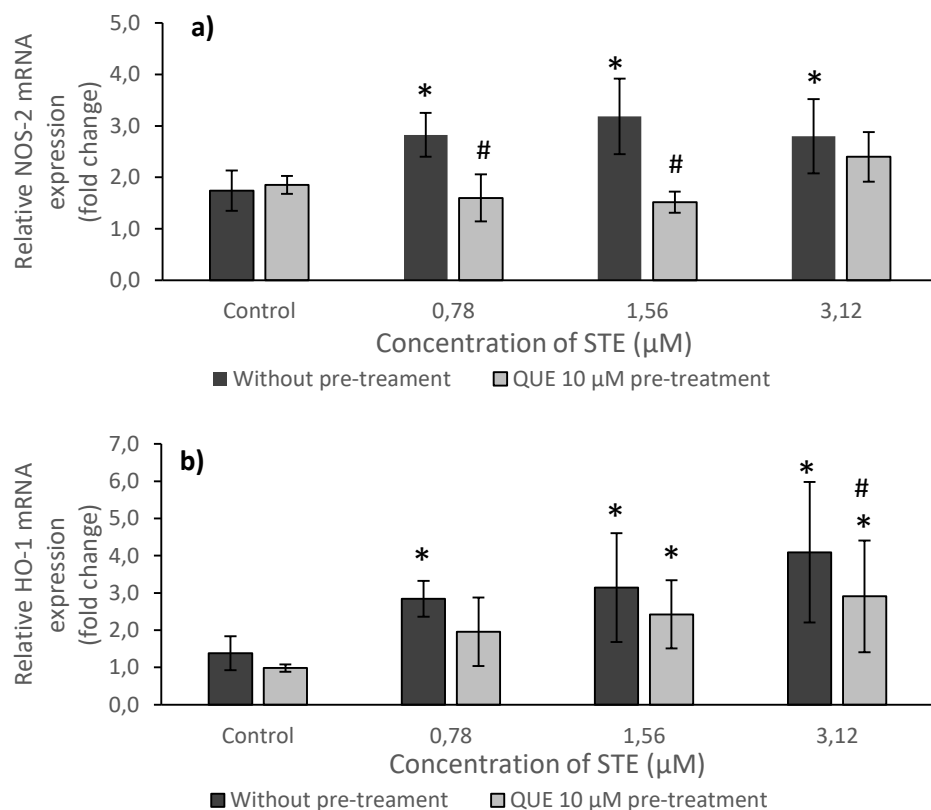 a)
Relative NOS-2 mRNA
expression
(fold change)
5,0
4,0
3,0
2,0
1,0
0,0
*
#
*
#
*
Control
0,78
1,56
3,12
Concentration of STE (µM)
Without pre-treament
QUE 10 µM pre-treatment
b)
Relative HO-1 mRNA
expression
(fold change)
7,0
6,0
5,0
4,0
3,0
2,0
1,0
0,0
*
*
*
*
#
*
Control
0,78
1,56
3,12
Concentration of STE (µM)
Without pre-treament
QUE 10 µM pre-treatment